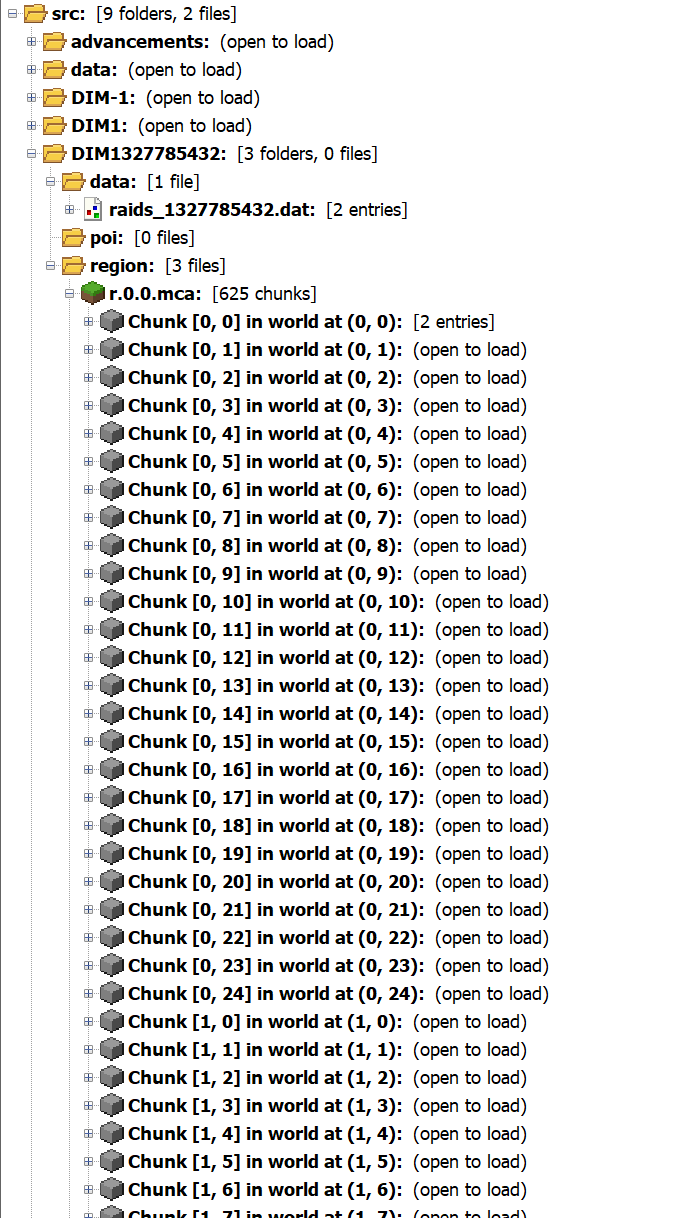 src: [9 folders, 2 files]
advancements: (open to load)
data: (open to load)
DIM-1: (open to load)
DIM1: (open to load)
DIM1327785432: [3 folders, 0 files]
data: [1 file]
raids_1327785432.dat: [2 entries]
poi: [0 files]
region: [3 files]
r.0.0.mca: [625 chunks]
Chunk [0, 0] in world at (0, 0): [2 entries]
Chunk [0, 1] in world at (0, 1): (open to load)
Chunk [0, 2] in world at (0, 2): (open to load)
Chunk [0, 3] in world at (0, 3): (open to load)
Chunk [0, 4] in world at (0, 4): (open to load)
Chunk [0, 5] in world at (0, 5): (open to load)
Chunk [0, 6] in world at (0, 6): (open to load)
Chunk [0, 7] in world at (0, 7): (open to load)
Chunk [0, 8] in world at (0, 8): (open to load)
Chunk [0, 9] in world at (0, 9): (open to load)
Chunk [0, 10] in world at (0, 10): (open to load)
Chunk [0, 11] in world at (0, 11): (open to load)
Chunk [0, 12] in world at (0, 12): (open to load)
Chunk [0, 13] in world at (0, 13): (open to load)
Chunk [0, 14] in world at (0, 14): (open to load)
Chunk [0, 15] in world at (0, 15): (open to load)
Chunk [0, 16] in world at (0, 16): (open to load)
Chunk [0, 17] in world at (0, 17): (open to load)
Chunk [0, 18] in world at (0, 18): (open to load)
Chunk [0, 19] in world at (0, 19): (open to load)
Chunk [0, 20] in world at (0, 20): (open to load)
Chunk [0, 21] in world at (0, 21): (open to load)
Chunk [0, 22] in world at (0, 22): (open to load)
Chunk [0, 23] in world at (0, 23): (open to load)
Chunk [0, 24] in world at (0, 24): (open to load)
Chunk [1, 0] in world at (1, 0): (open to load)
Chunk [1, 1] in world at (1, 1): (open to load)
Chunk [1, 2] in world at (1, 2): (open to load)
Chunk [1, 3] in world at (1, 3): (open to load)
Chunk [1, 4] in world at (1, 4): (open to load)
Chunk [1, 5] in world at (1, 5): (open to load)
Chunk [1, 6] in world at (1, 6): (open to load)
Chunk [1, 7] in world at (1, 7): (open to load)